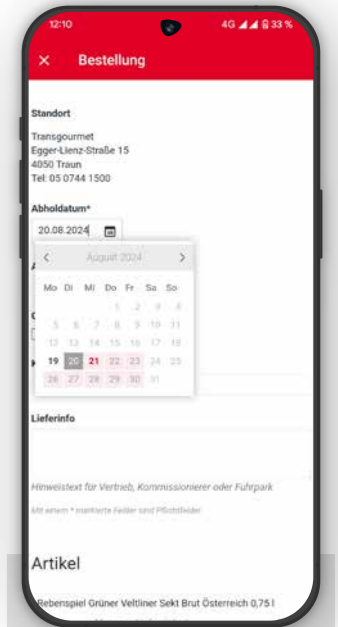 12:10 4G 33 %
× Bestellung
Standort
Transgourmet
Egger-Lienz-Straße 15
4050 Traun
Tel: 05 0744 1500
Abholdatum*
20.08.2024
August 2024
Mo Di Mi Do Fr Sa So
1 2 3 4
5 6 7 8 9 10 11
12 13 14 15 16 17 18
19 20 21 22 23 24 25
26 27 28 29 30 31
Lieferinfo
Hinweistext für Vertrieb, Kommissionierer oder Fuhrpark
Mit einem * markierte Felder sind Pflichtfelder
Artikel
Rebenspiel Grüner Veltliner Sekt Brut Österreich 0,75 l